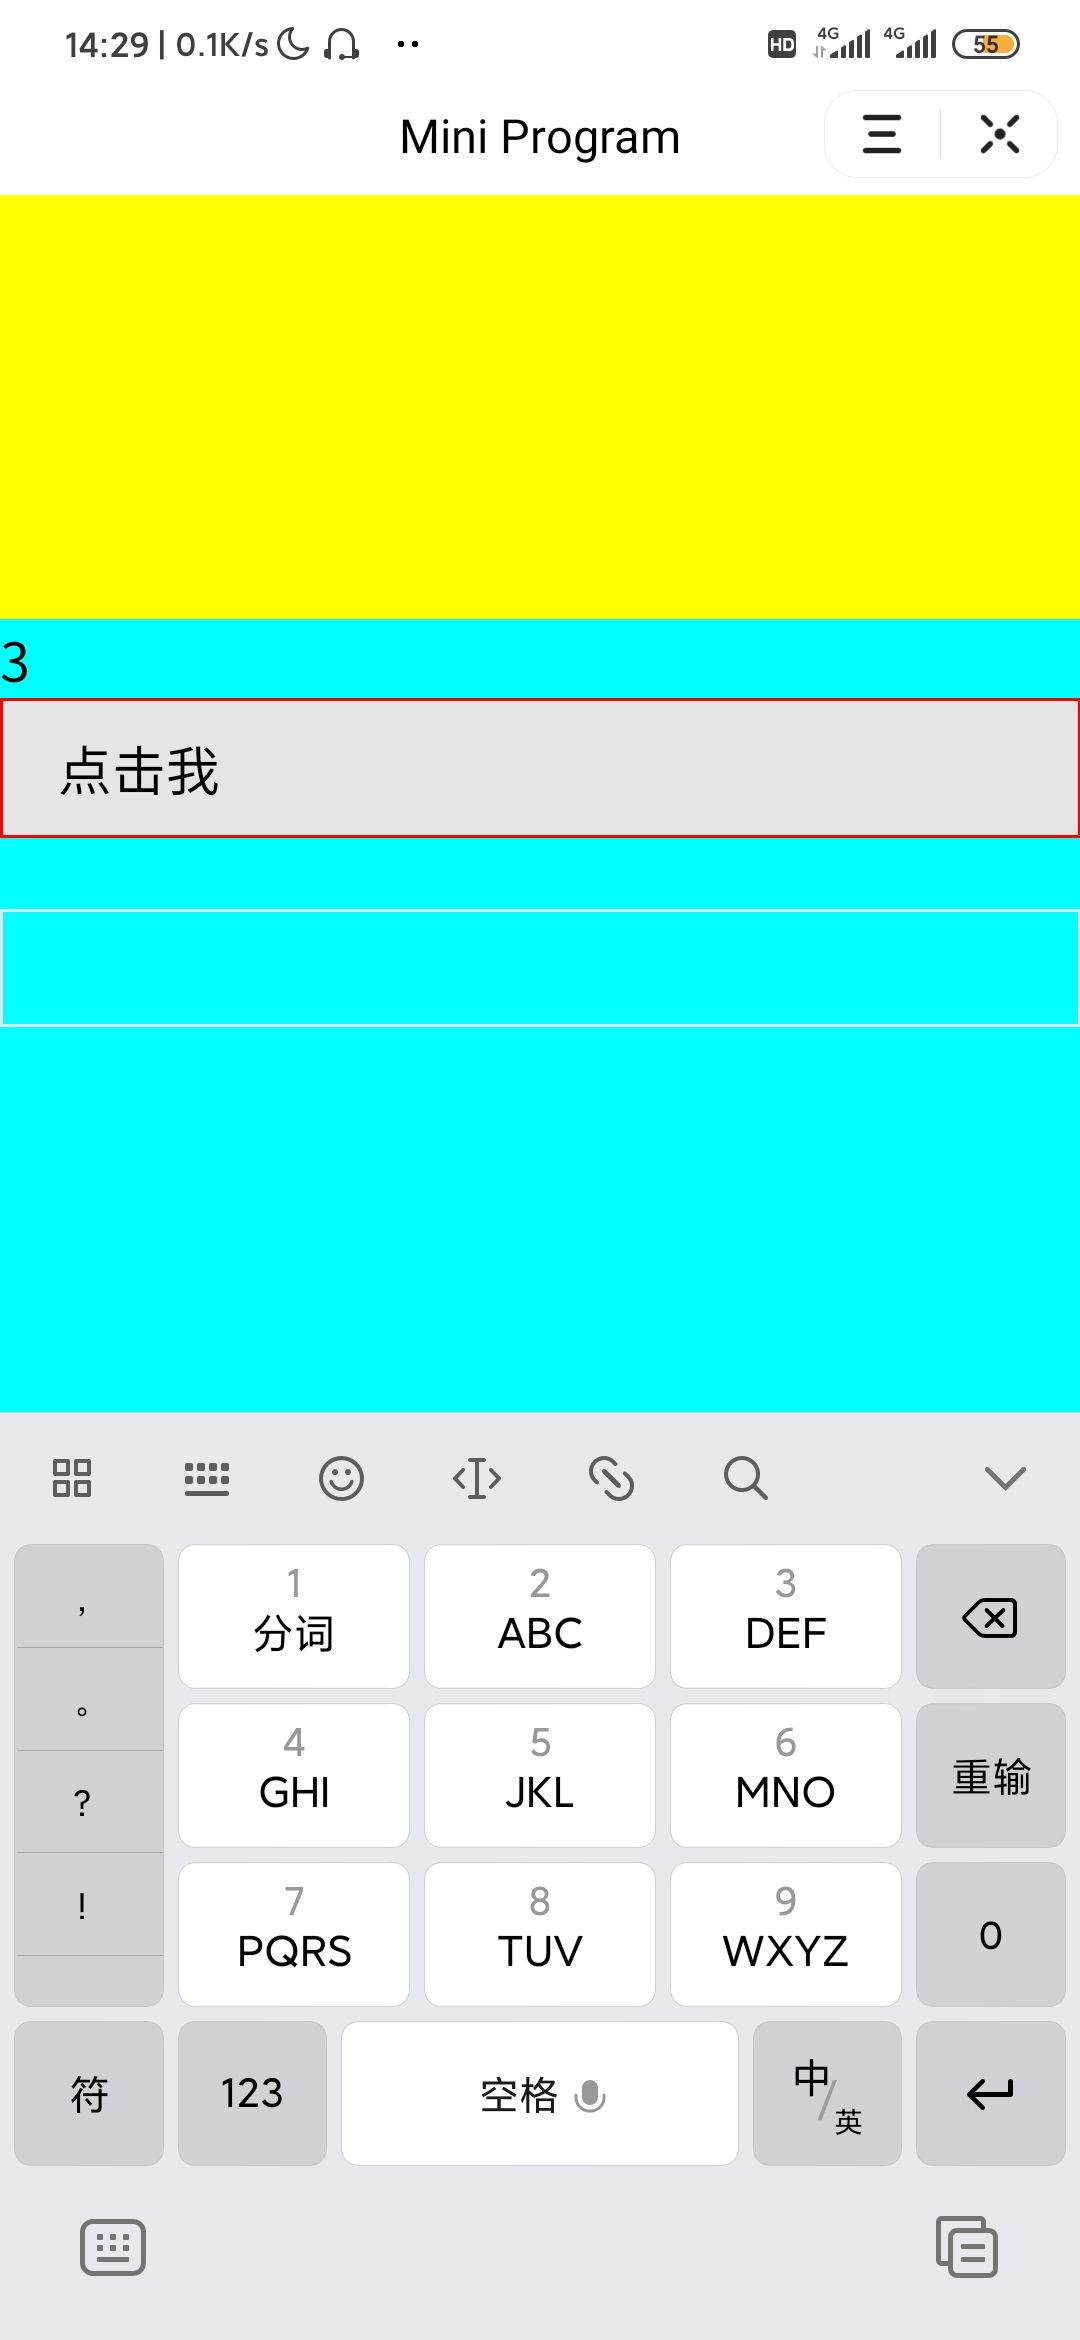 14:29 | 0.1K/s HD 4G 4G 55
Mini Program
3
点击我
, 1 2 3
分词 ABC DEF
。 4 5 6
? GHI JKL MNO 重输
! 7 8 9
PQRS TUV WXYZ 0
符 123 空格 中/英